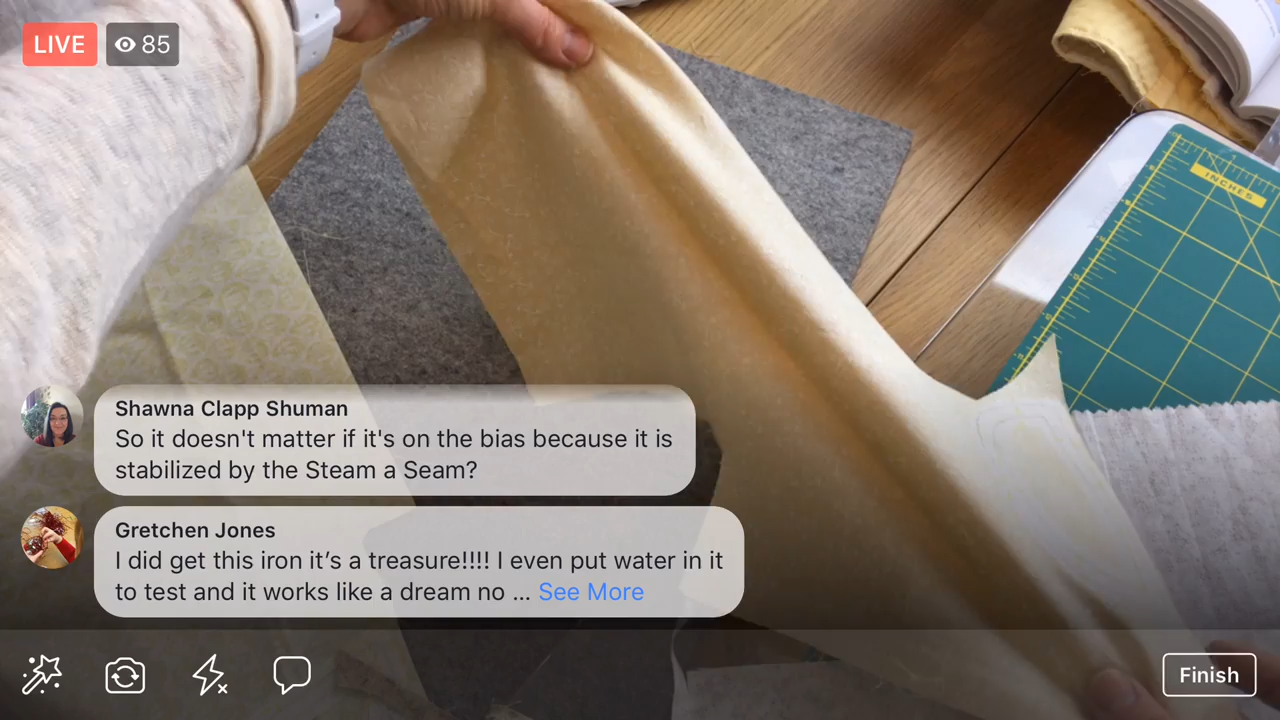 LIVE
85
INCHES
Shawna Clapp Shuman
So it doesn't matter if it's on the bias because it is
stabilized by the Steam a Seam?
Gretchen Jones
I did get this iron it’s a treasure!!!! I even put water in it
to test and it works like a dream no ... See More
Finish